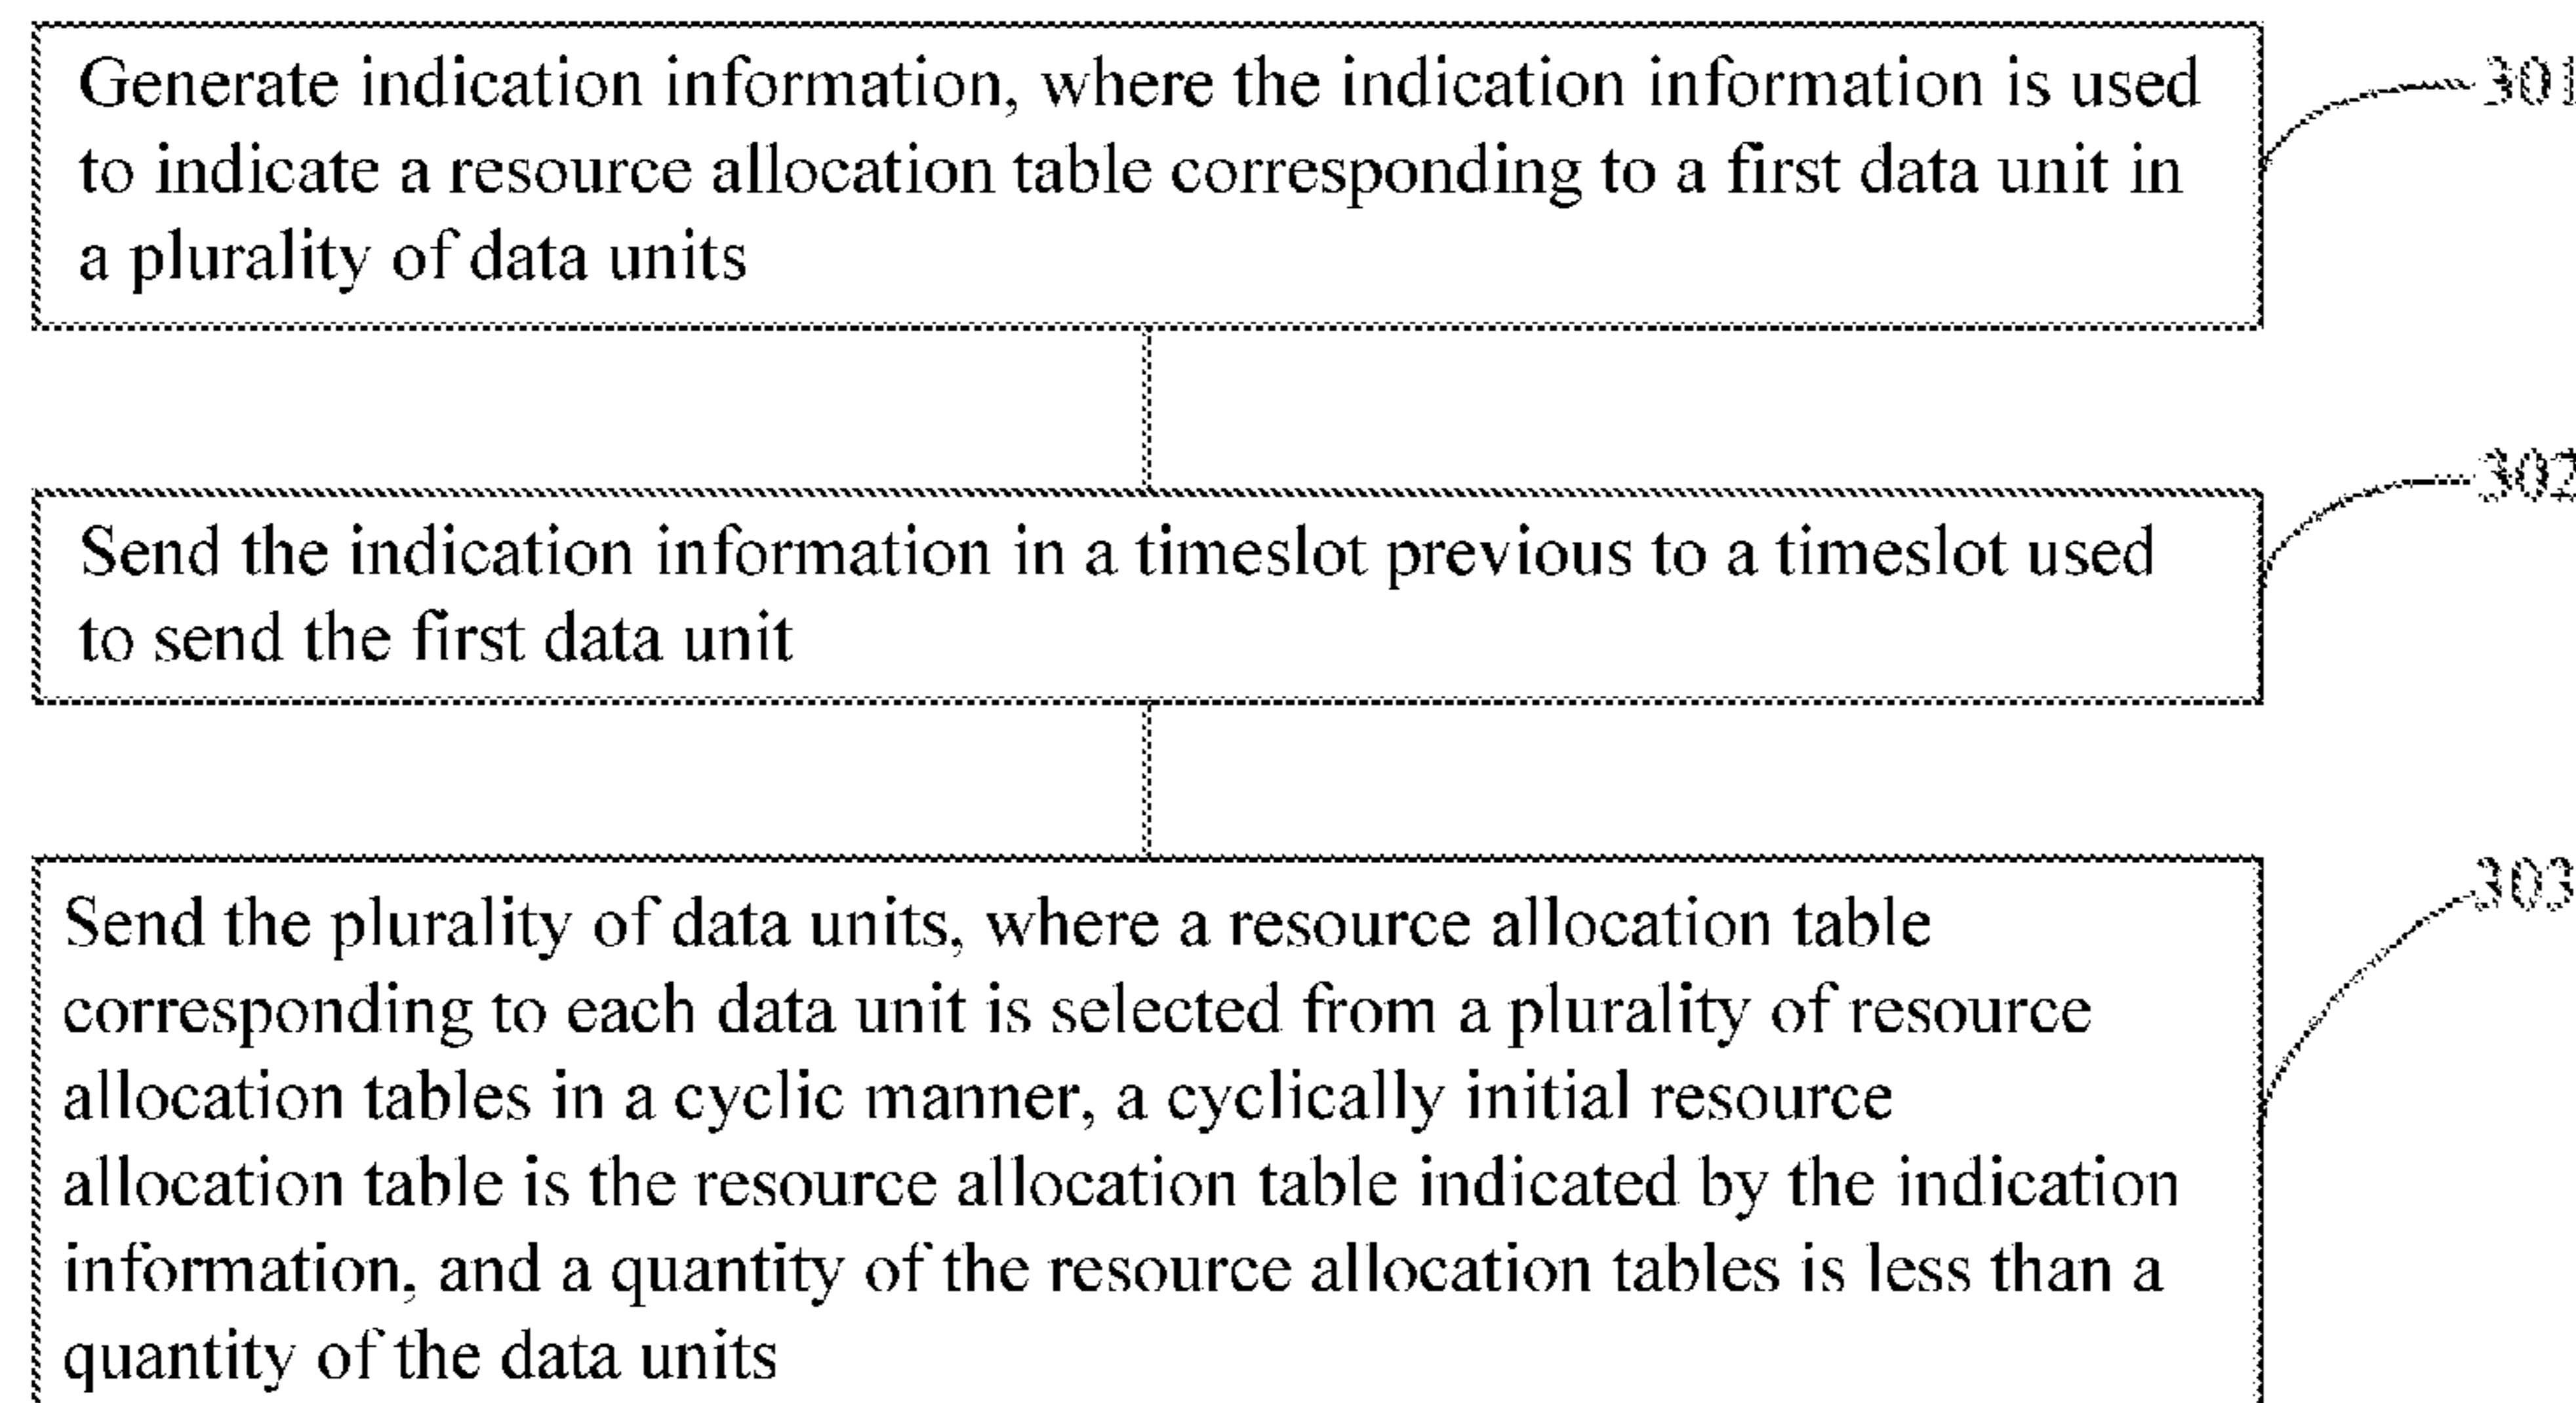 Generate indication information, where the indication information is used
to indicate a resource allocation table corresponding to a first data unit in
a plurality of data units
301
Send the indication information in a timeslot previous to a timeslot used
to send the first data unit
302
Send the plurality of data units, where a resource allocation table
corresponding to each data unit is selected from a plurality of resource
allocation tables in a cyclic manner, a cyclically initial resource
allocation table is the resource allocation table indicated by the indication
information, and a quantity of the resource allocation tables is less than a
quantity of the data units
303